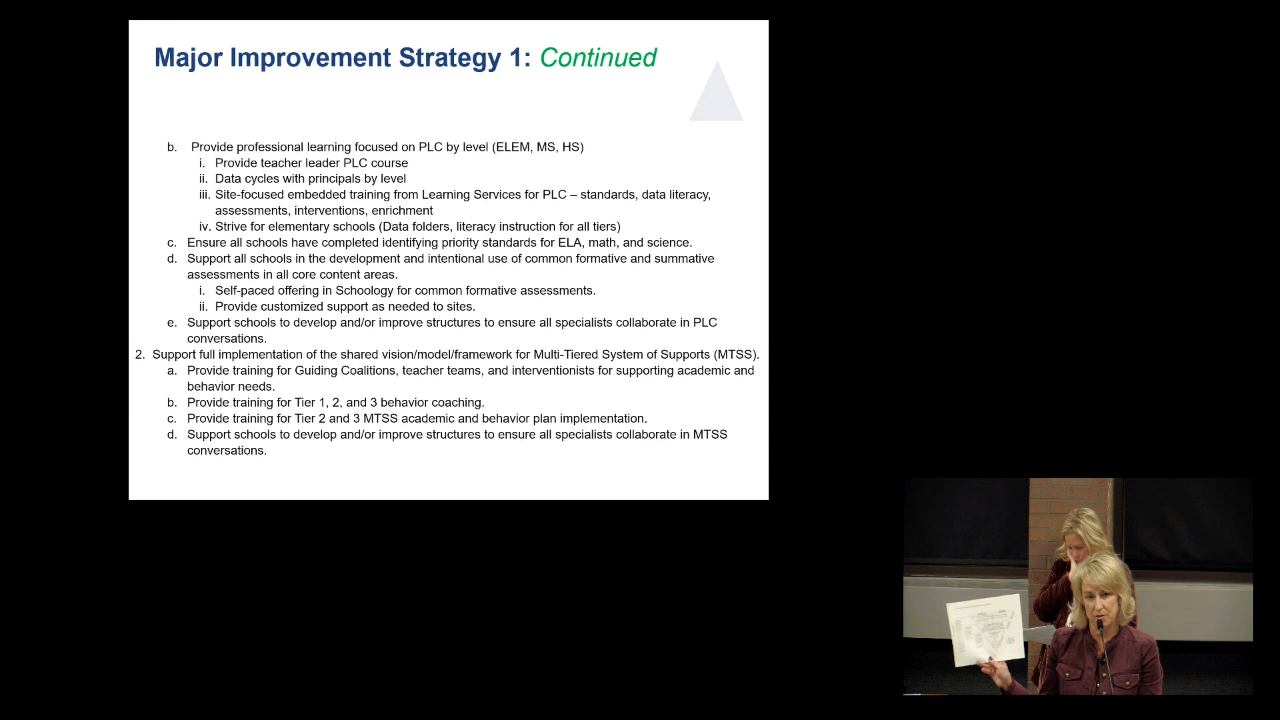 Major Improvement Strategy 1: Continued
b. Provide professional learning focused on PLC by level (ELEM, MS, HS)
i. Provide teacher leader PLC course
ii. Data cycles with principals by level
iii. Site-focused embedded training from Learning Services for PLC – standards, data literacy,
assessments, interventions, enrichment
iv. Strive for elementary schools (Data folders, literacy instruction for all tiers)
c. Ensure all schools have completed identifying priority standards for ELA, math, and science.
d. Support all schools in the development and intentional use of common formative and summative
assessments in all core content areas.
i. Self-paced offering in Schoology for common formative assessments.
ii. Provide customized support as needed to sites.
e. Support schools to develop and/or improve structures to ensure all specialists collaborate in PLC
conversations.
2. Support full implementation of the shared vision/model/framework for Multi-Tiered System of Supports (MTSS).
a. Provide training for Guiding Coalitions, teacher teams, and interventionists for supporting academic and
behavior needs.
b. Provide training for Tier 1, 2, and 3 behavior coaching.
c. Provide training for Tier 2 and 3 MTSS academic and behavior plan implementation.
d. Support schools to develop and/or improve structures to ensure all specialists collaborate in MTSS
conversations.